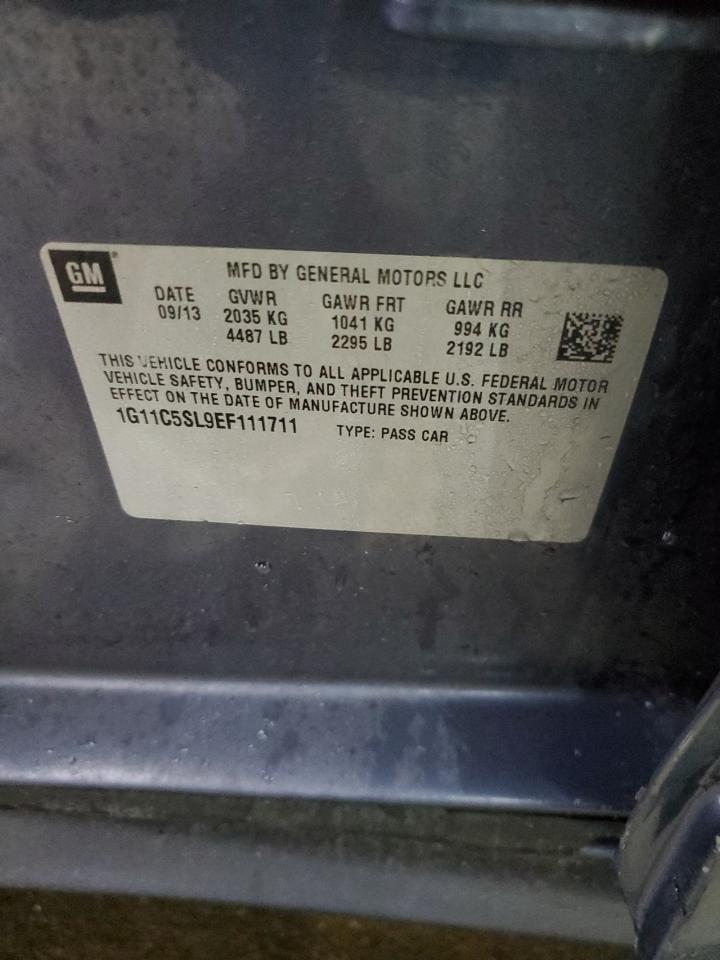 GM
MFD BY GENERAL MOTORS LLC
DATE GVWR GAWR FRT GAWR RR
09/13 2035 KG 1041 KG 994 KG
4487 LB 2295 LB 2192 LB
THIS VEHICLE CONFORMS TO ALL APPLICABLE U.S. FEDERAL MOTOR
VEHICLE SAFETY, BUMPER, AND THEFT PREVENTION STANDARDS IN
EFFECT ON THE DATE OF MANUFACTURE SHOWN ABOVE.
1G11C5SL9EF111711 TYPE: PASS CAR